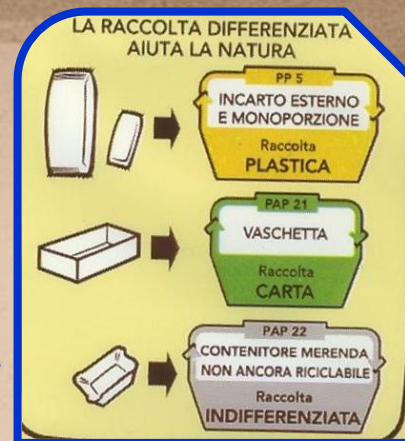 LA RACCOLTA DIFFERENZIATA
AIUTA LA NATURA
PP 5
INCARTO ESTERNO
E MONOPORZIONE
Raccolta
PLASTICA
PAP 21
VASCHETTA
Raccolta
CARTA
PAP 22
CONTENITORE MERENDA
NON ANCORA RICICLABILE
Raccolta
INDIFFERENZIATA